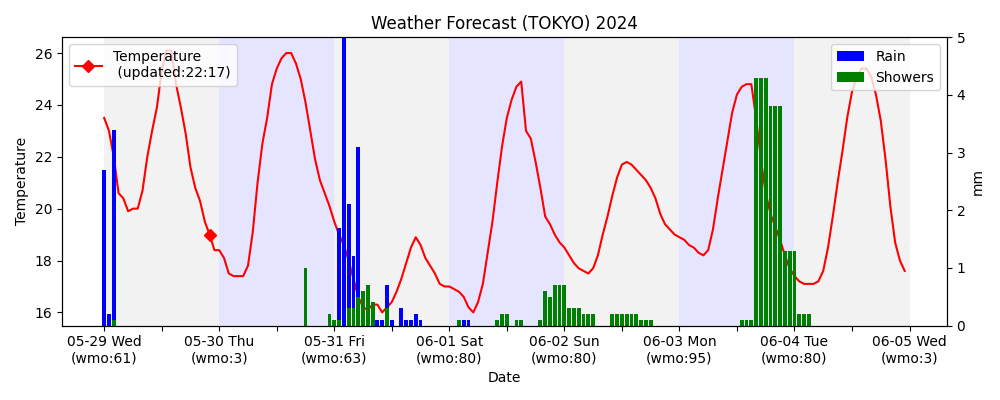 Weather Forecast (TOKYO) 2024
Temperature
(updated:22:17)
Rain
Showers
26
24
22
20
18
16
Temperature
5
4
3
2
1
0
mm
05-29 Wed
(wmo:61)
05-30 Thu
(wmo:3)
05-31 Fri
(wmo:63)
06-01 Sat
(wmo:80)
06-02 Sun
(wmo:80)
06-03 Mon
(wmo:95)
06-04 Tue
(wmo:80)
06-05 Wed
(wmo:3)
Date